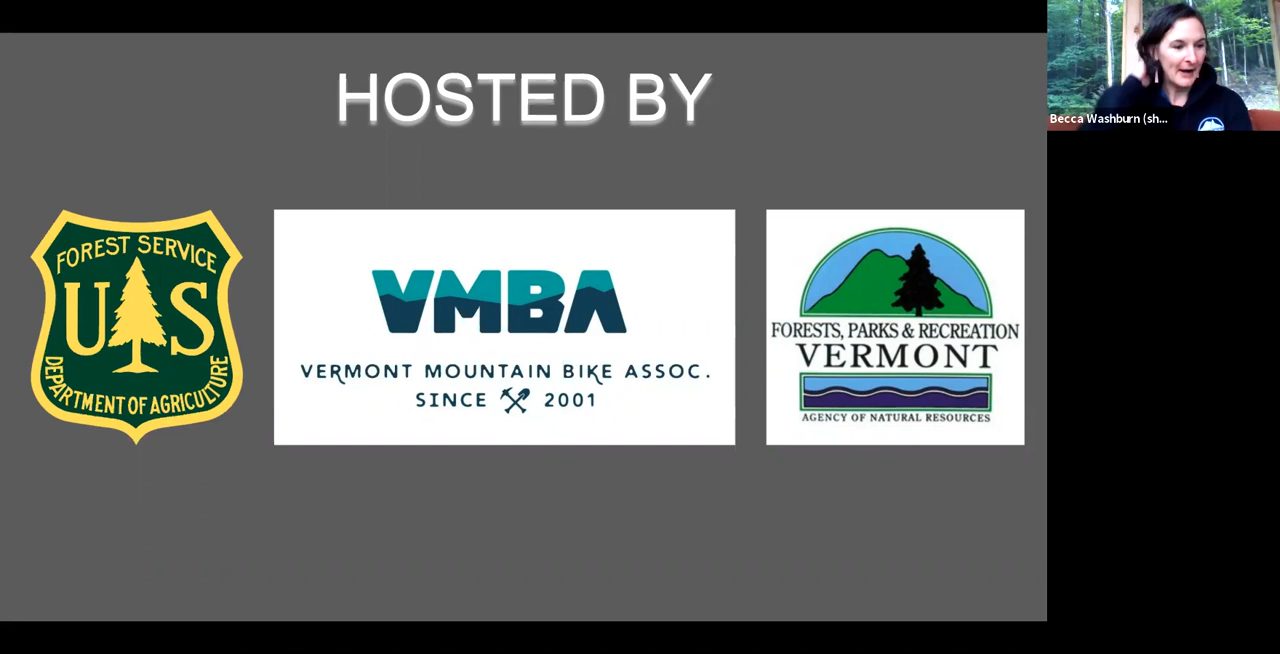 HOSTED BY
FOREST SERVICE
U S
DEPARTMENT OF AGRICULTURE
VMBA
VERMONT MOUNTAIN BIKE ASSOC.
SINCE 2001
FORESTS, PARKS & RECREATION
VERMONT
AGENCY OF NATURAL RESOURCES
Becca Washburn (sh...